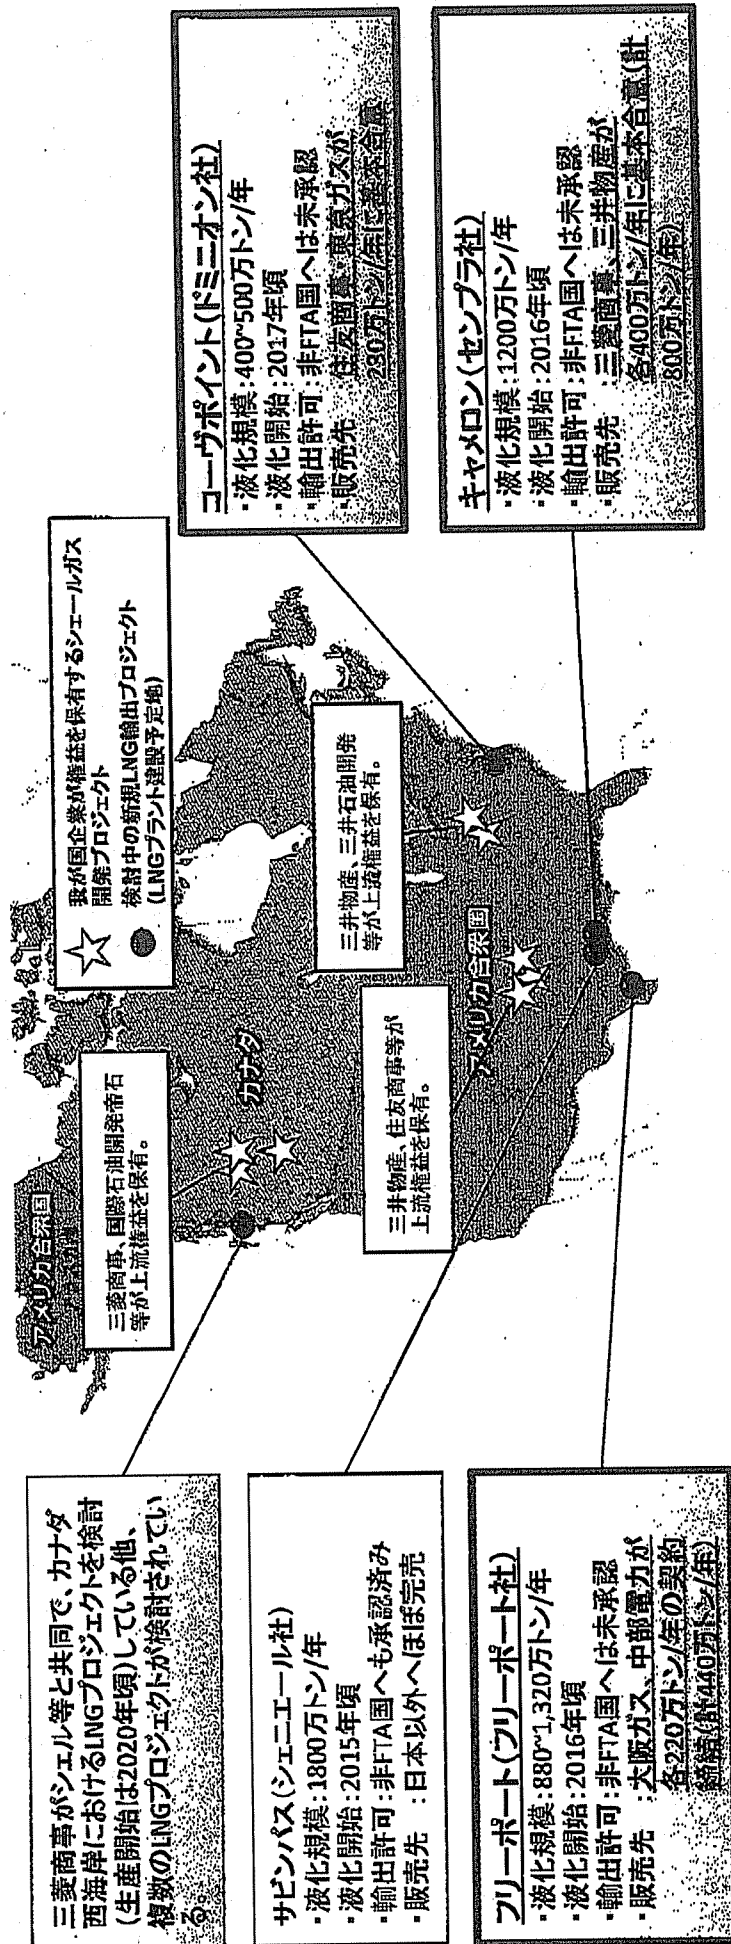 三菱商事がシェル等と共同で、カナダ
西海岸におけるLNGプロジェクトを検討
(生産開始は2020年頃)している他、
複数のLNGプロジェクトが検討されてい
る。
サビンパス(シェニエール社)
・液化規模:1800万トン/年
・液化開始:2015年頃
・輸出許可:非FTA国へも承認済み
・販売先 :日本以外へほぼ完売
フリーポート(フリーポート社)
・液化規模:880~1,320万トン/年
・液化開始:2016年頃
・輸出許可:非FTA国へは未承認
・販売先 :大阪ガス、中部電力が
各220万トン/年の契約
締結(計440万トン/年)
アメリカ合衆国
三菱商事、国際石油開発帝石
等が上流権益を保有。
カナダ
三井物産、住友商事等が
上流権益を保有。
アメリカ合衆国
三井物産、三井石油開発
等が上流権益を保有。
我が国企業が権益を保有するシェールガス
開発プロジェクト
検討中の新規LNG輸出プロジェクト
(LNGプラント建設予定地)
コーヴポイント(ドミニオン社)
・液化規模:400~500万トン/年
・液化開始:2017年頃
・輸出許可:非FTA国へは未承認
・販売先 :住友商事・東京ガスが
230万トン/年に基本合意
キャメロン(センプラ社)
・液化規模:1200万トン/年
・液化開始:2016年頃
・輸出許可:非FTA国へは未承認
・販売先 :三菱商事、三井物産が
各400万トン/年に基本合意(計
800万トン/年)